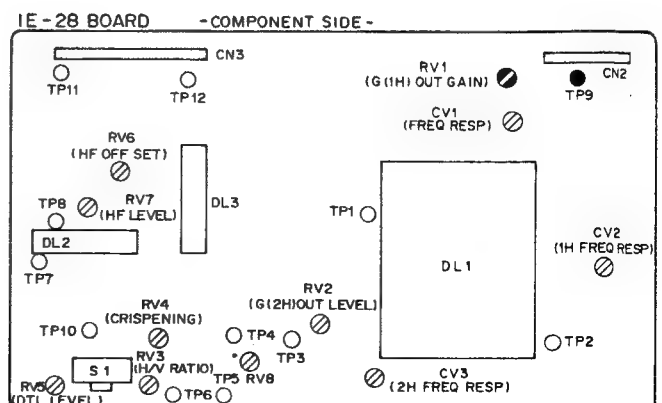 IE-28 BOARD -COMPONENT SIDE-
CN3
RV1
(G(1H) OUT GAIN)
CN2
TP11
TP12
TP9
CV1
(FREQ RESP)
RV6
(HF OFF SET)
RV7
(HF LEVEL)
DL3
TP8
TP1
DL2
DL1
CV2
(1H FREQ RESP)
TP7
RV2
(G(2H)OUT LEVEL)
RV4
(CRISPENING)
TP10
TP4
TP3
TP2
RV3
(H/V RATIO)
S1
TP5
RV8
CV3
(2H FREQ RESP)
RV5
(DTL LEVEL)
TP6